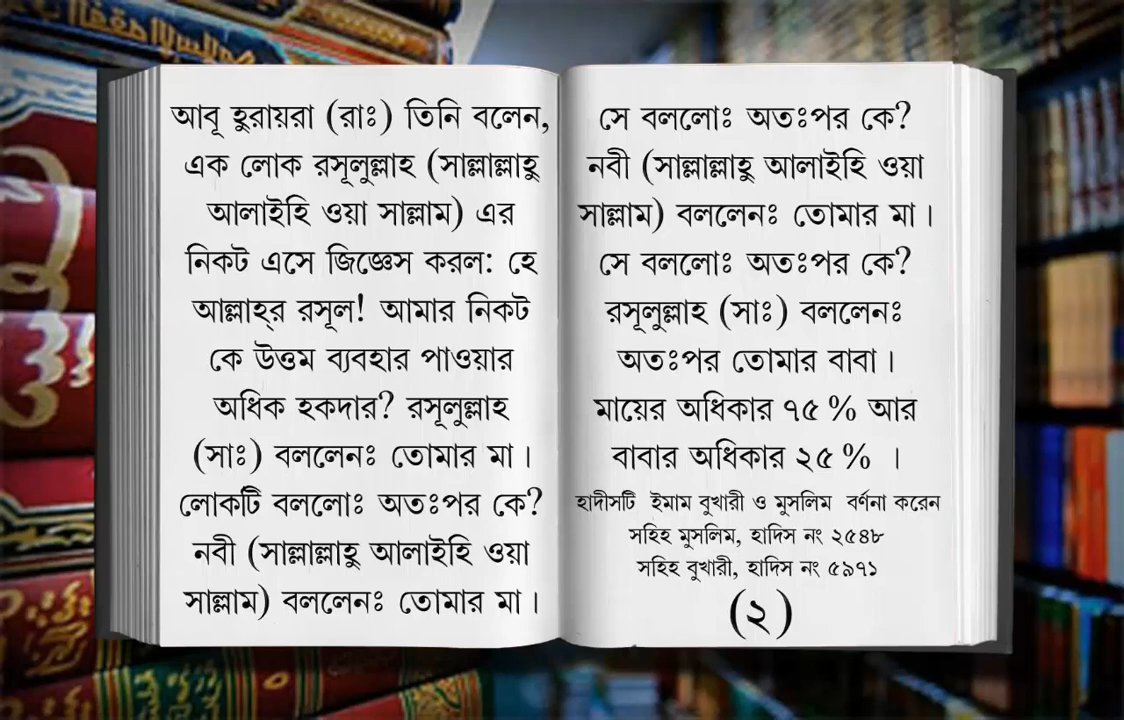 আবূ হুরায়রা (রাঃ) তিনি বলেন,
এক লোক রসূলুল্লাহ (সাল্লাল্লাহু
আলাইহি ওয়া সাল্লাম) এর
নিকট এসে জিজ্ঞেস করল: হে
আল্লাহ্‌র রসূল! আমার নিকট
কে উত্তম ব্যবহার পাওয়ার
অধিক হকদার? রসূলুল্লাহ
(সাঃ) বললেনঃ তোমার মা।
লোকটি বললোঃ অতঃপর কে?
নবী (সাল্লাল্লাহু আলাইহি ওয়া
সাল্লাম) বললেনঃ তোমার মা।
সে বললোঃ অতঃপর কে?
নবী (সাল্লাল্লাহু আলাইহি ওয়া
সাল্লাম) বললেনঃ তোমার মা।
সে বললোঃ অতঃপর কে?
রসূলুল্লাহ (সাঃ) বললেনঃ
অতঃপর তোমার বাবা।
মায়ের অধিকার ৭৫ % আর
বাবার অধিকার ২৫ % ।
হাদীসটি ইমাম বুখারী ও মুসলিম বর্ণনা করেন
সহিহ মুসলিম, হাদিস নং ২৫৪৮
সহিহ বুখারী, হাদিস নং ৫৯৭১
(২)